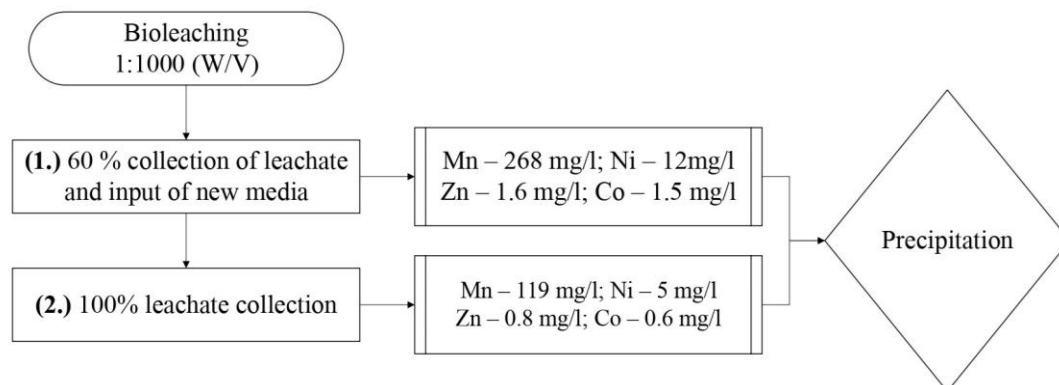 Bioleaching
1:1000 (W/V)
(1.) 60 % collection of leachate
and input of new media
Mn – 268 mg/l; Ni – 12mg/l
Zn – 1.6 mg/l; Co – 1.5 mg/l
Precipitation
(2.) 100% leachate collection
Mn – 119 mg/l; Ni – 5 mg/l
Zn – 0.8 mg/l; Co – 0.6 mg/l